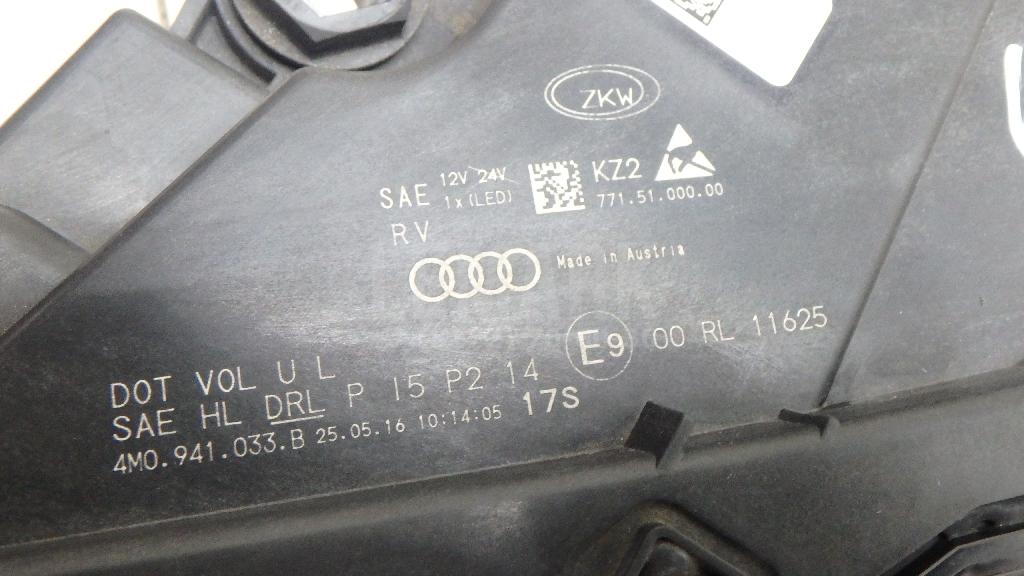 ZKW
SAE 12V 24V
1x(LED)
KZ2
771.51.000.00
RV
Made in Austria
E9 00 RL 11625
DOT VOL U L
SAE HL DRL P I5 P2 14
4M0.941.033.B 25.05.16 10:14:05 17S